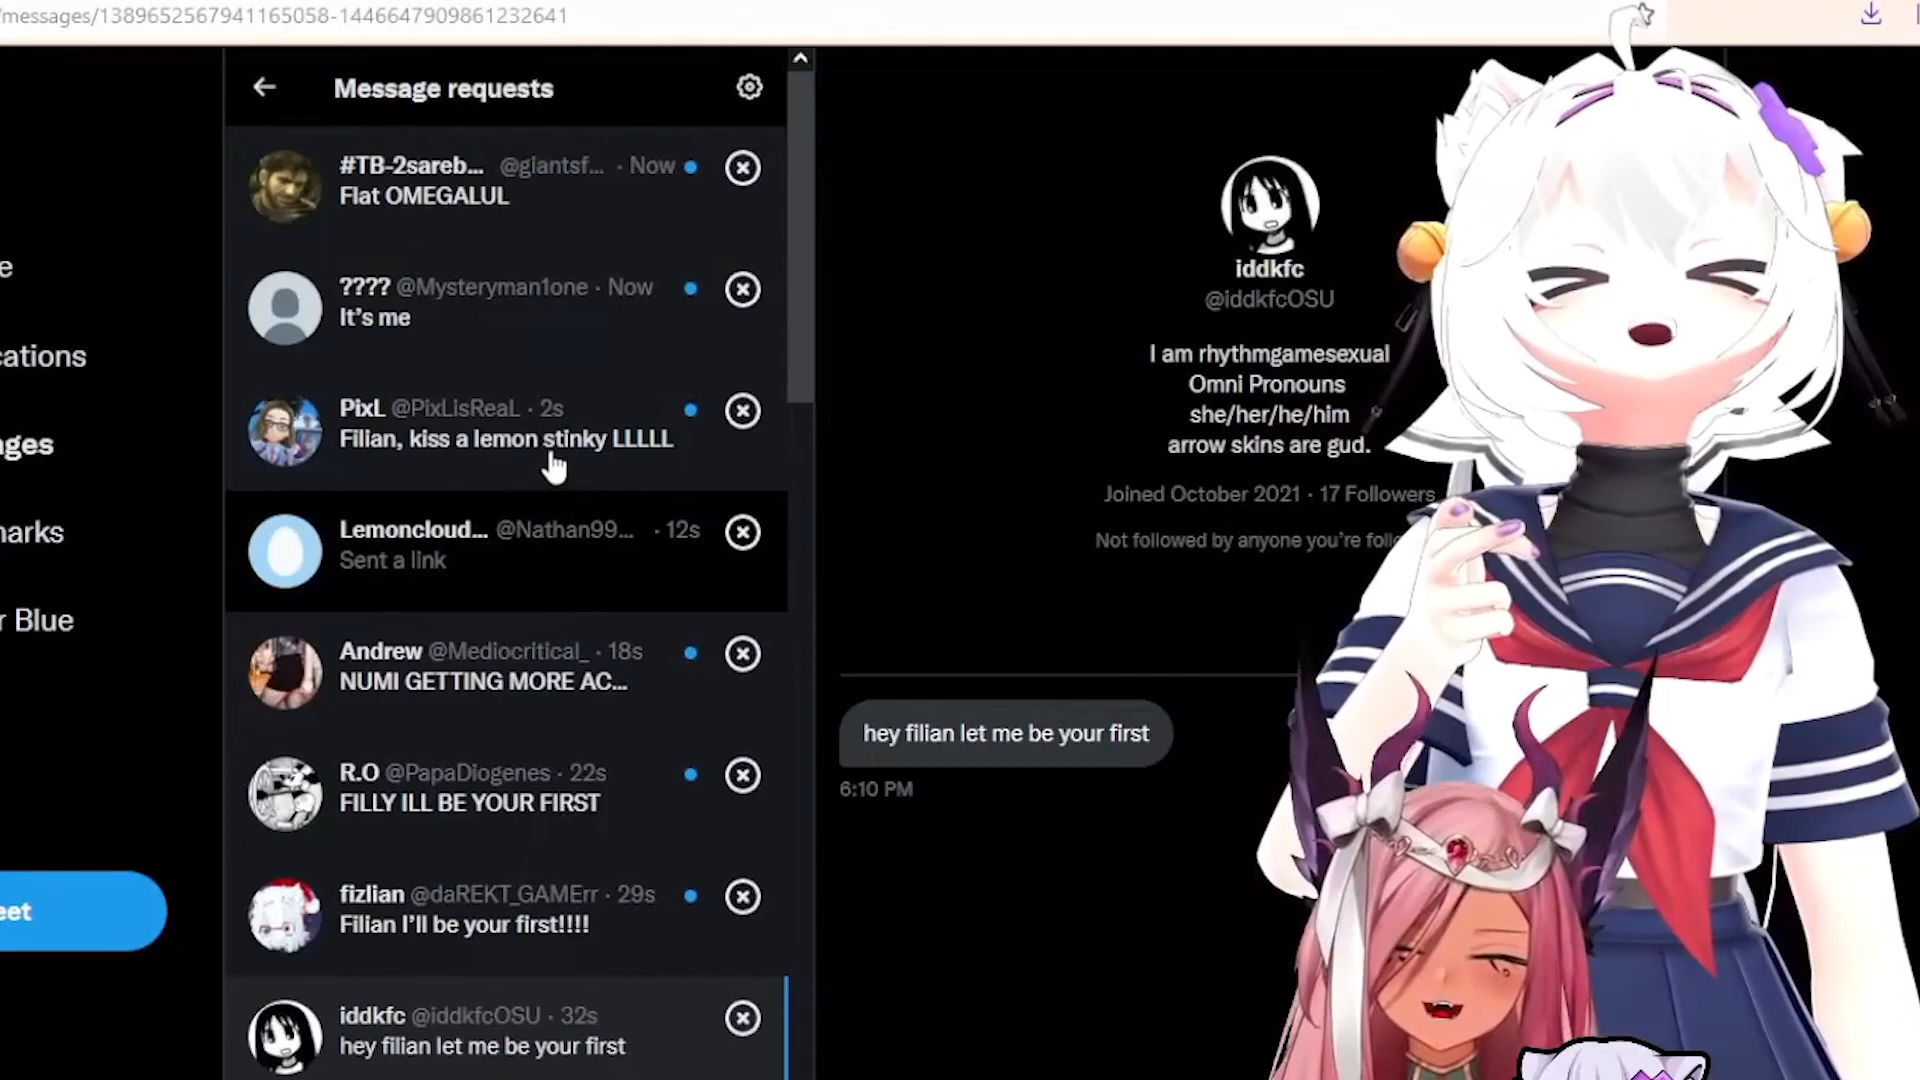 /messages/1389652567941165058-1446647909861232641
Message requests
#TB-2sareb... @giantsf... · Now
Flat OMEGALUL
???? @Mysteryman1one · Now
It's me
PixL @PixLisReaL · 2s
Filian, kiss a lemon stinky LLLLL
Lemoncloud... @Nathan99... · 12s
Sent a link
Andrew @Mediocritical_ · 18s
NUMI GETTING MORE AC...
R.O @PapaDiogenes · 22s
FILLY ILL BE YOUR FIRST
fizlian @daREKT_GAMErr · 29s
Filian I'll be your first!!!!
iddkfc @iddkfcOSU · 32s
hey filian let me be your first
e
cations
ges
narks
r Blue
eet
iddkfc
@iddkfcOSU
I am rhythmgamesexual
Omni Pronouns
she/her/he/him
arrow skins are gud.
Joined October 2021 · 17 Followers
Not followed by anyone you're foll
hey filian let me be your first
6:10 PM